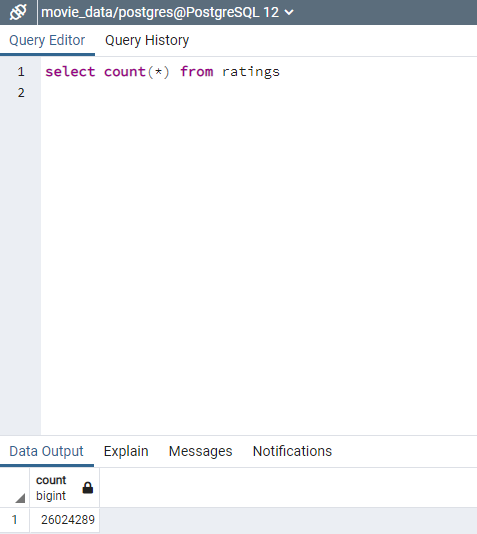 movie_data/postgres@PostgreSQL 12
Query Editor Query History
1 select count(*) from ratings
2
Data Output Explain Messages Notifications
count
bigint
1 26024289